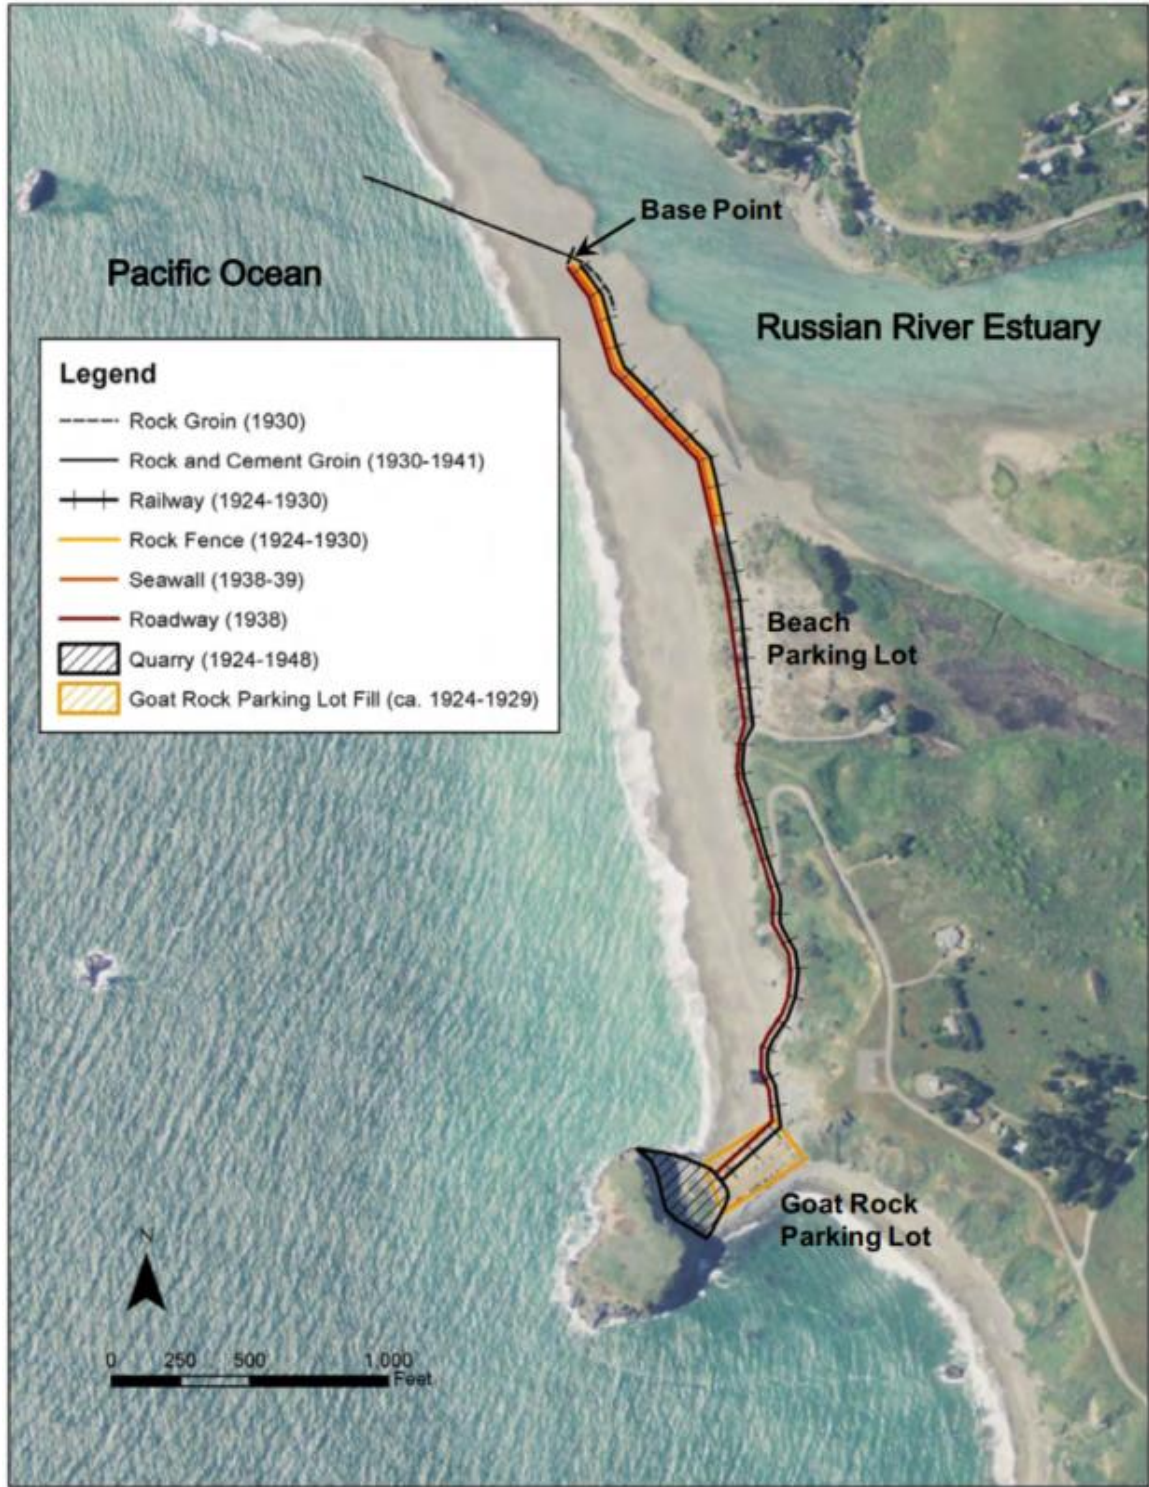 Base Point
Pacific Ocean
Russian River Estuary
Legend
Rock Groin (1930)
Rock and Cement Groin (1930-1941)
Railway (1924-1930)
Rock Fence (1924-1930)
Seawall (1938-39)
Roadway (1938)
Quarry (1924-1948)
Goat Rock Parking Lot Fill (ca. 1924-1929)
Beach
Parking Lot
Goat Rock
Parking Lot
N
0 250 500 1,000
Feet